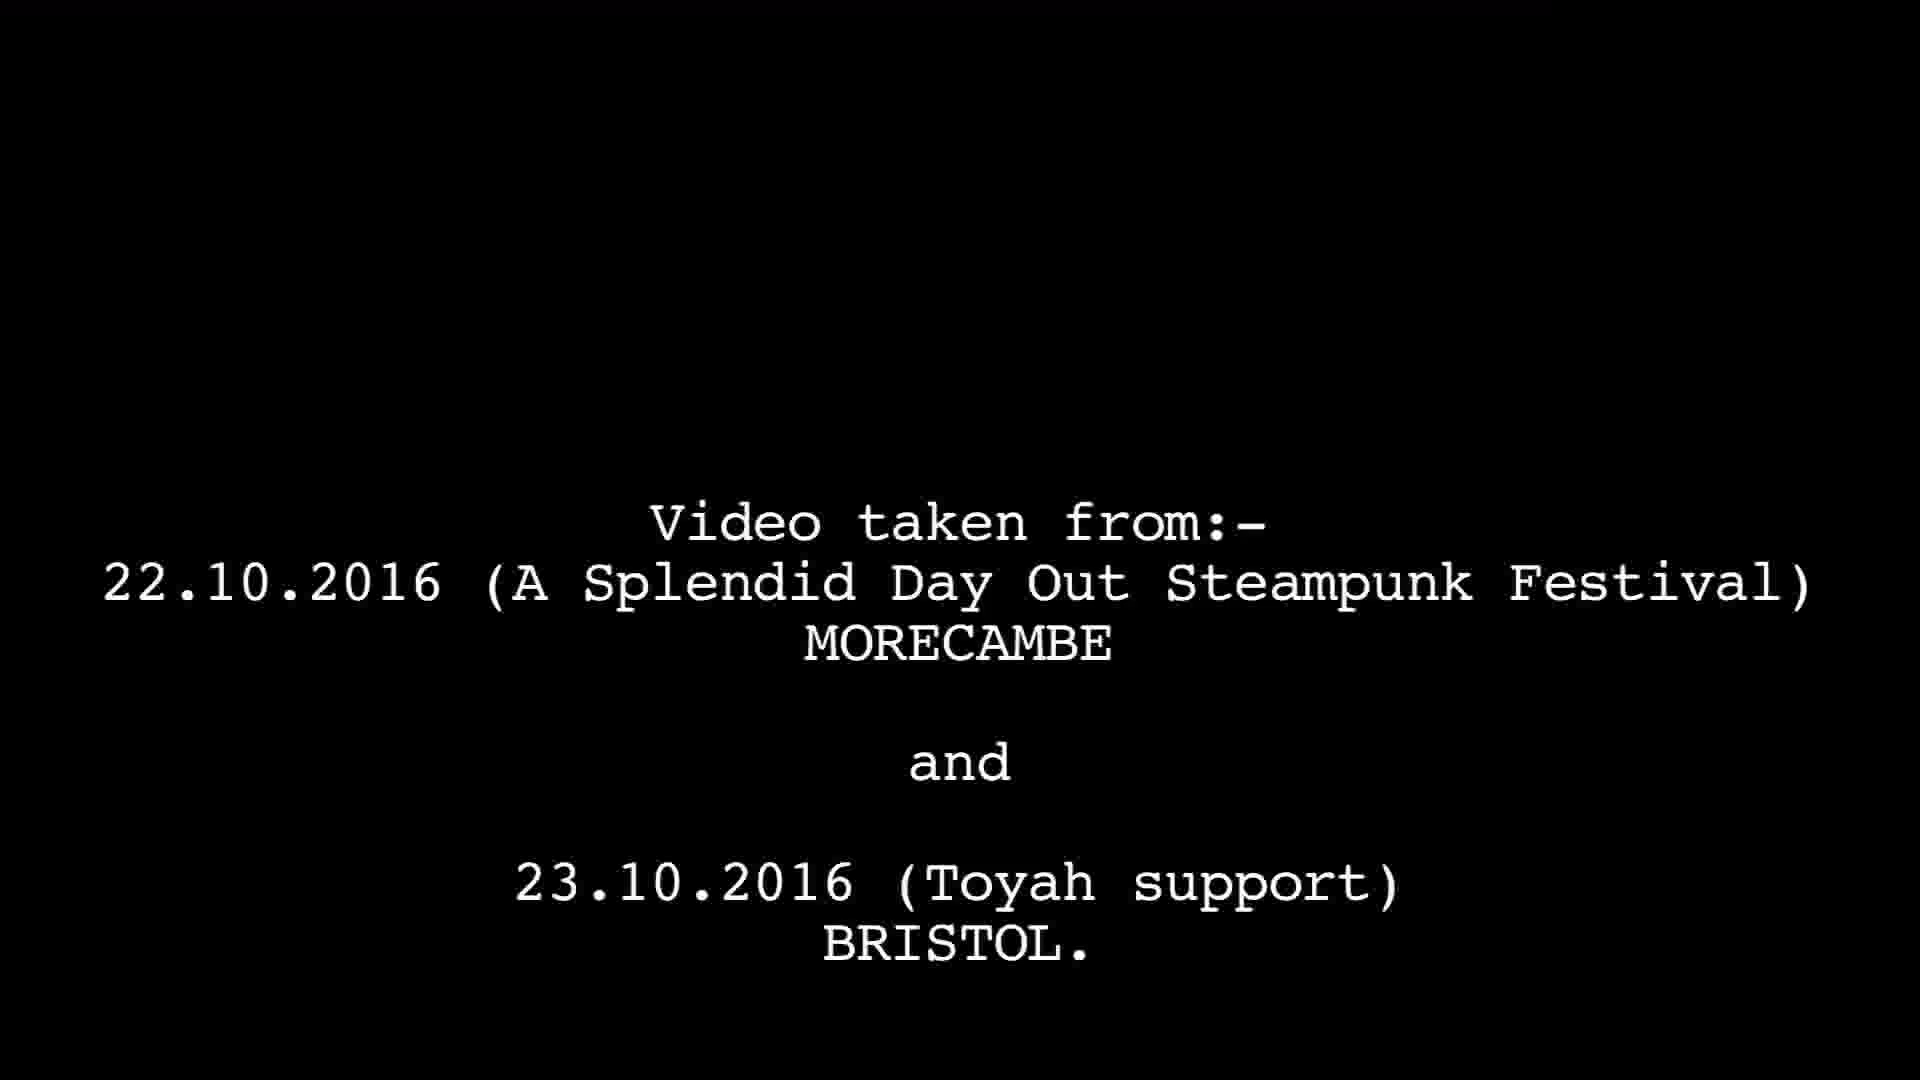 Video taken from:-
22.10.2016 (A Splendid Day Out Steampunk Festival)
MORECAMBE
and
23.10.2016 (Toyah support)
BRISTOL.